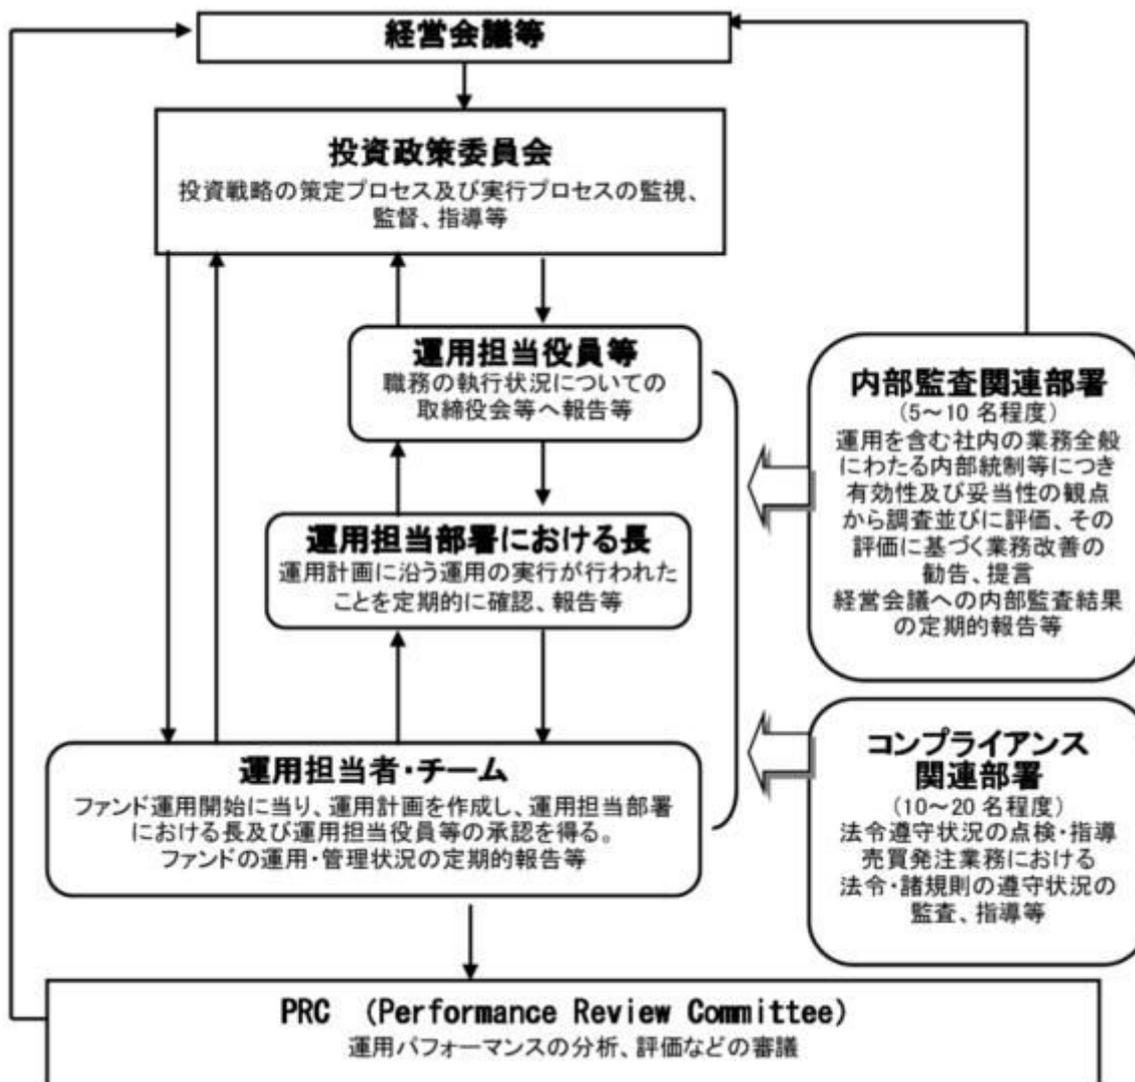 経営会議等
投資政策委員会
投資戦略の策定プロセス及び実行プロセスの監視、
監督、指導等
運用担当役員等
職務の執行状況についての
取締役会等へ報告等
運用担当部署における長
運用計画に沿う運用の実行が行われた
ことを定期的に確認、報告等
運用担当者・チーム
ファンド運用開始に当り、運用計画を作成し、運用担当部署
における長及び運用担当役員等の承認を得る。
ファンドの運用・管理状況の定期的報告等
内部監査関連部署
(5～10 名程度)
運用を含む社内の業務全般
にわたる内部統制等につき
有効性及び妥当性の観点
から調査並びに評価、その
評価に基づく業務改善の
勧告、提言
経営会議への内部監査結果
の定期的報告等
コンプライアンス
関連部署
(10～20 名程度)
法令遵守状況の点検・指導
売買発注業務における
法令・諸規則の遵守状況の
監査、指導等
PRC （Performance Review Committee)
運用パフォーマンスの分析、評価などの審議